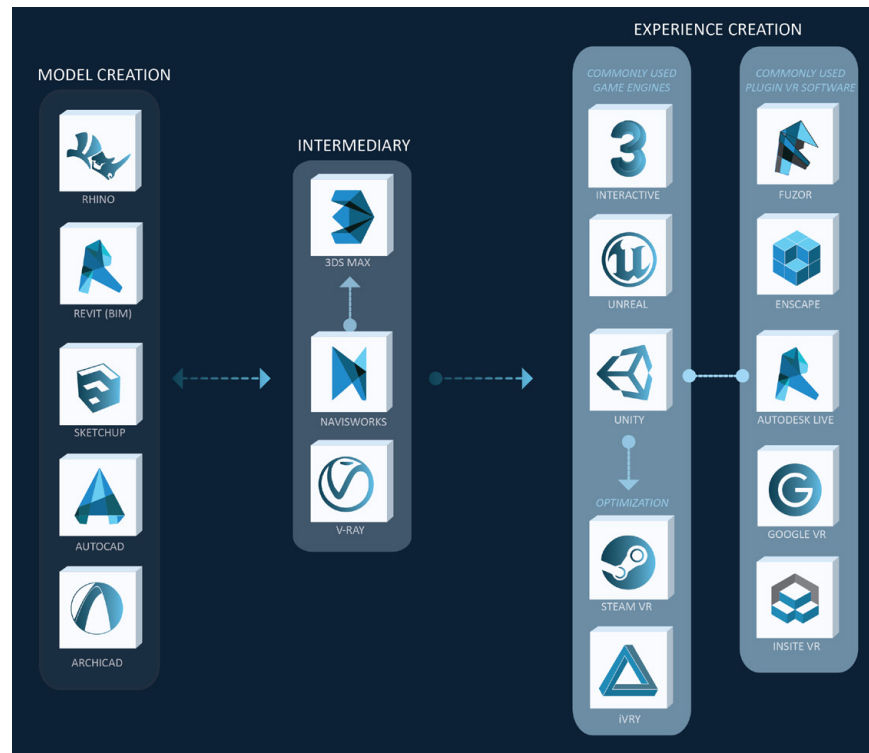 EXPERIENCE CREATION
MODEL CREATION
RHINO
REVIT (BIM)
SKETCHUP
AUTOCAD
ARCHICAD
INTERMEDIARY
3DS MAX
NAVISWORKS
V-RAY
COMMONLY USED
GAME ENGINES
3
INTERACTIVE
UNREAL
UNITY
OPTIMIZATION
STEAM VR
iVRY
COMMONLY USED
PLUGIN VR SOFTWARE
FUZOR
ENSCAPE
AUTODESK LIVE
G
GOOGLE VR
INSITE VR